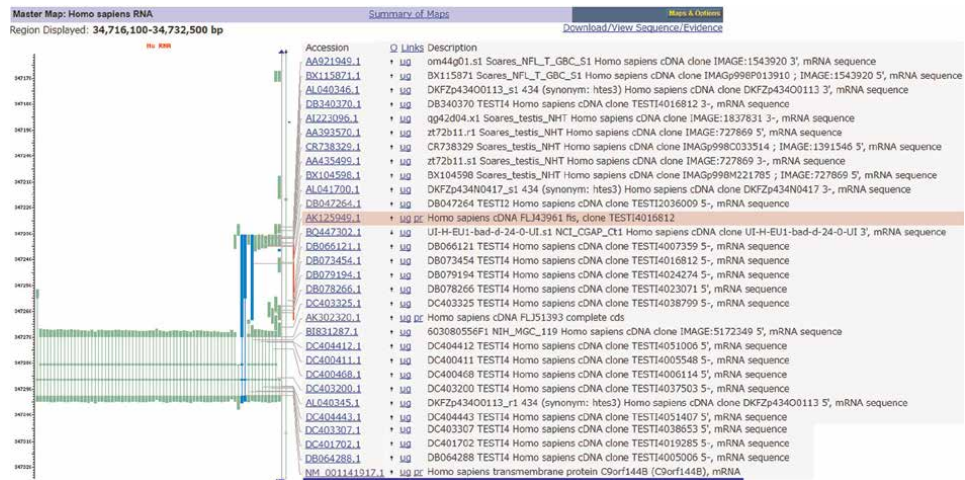 Master Map: Homo sapiens RNA Summary of Maps Maps & Options
Region Displayed: 34,716,100-34,732,500 bp Download/View Sequence/Evidence
Hs RNA
Accession O Links Description
AA921949.1 ug om44g01.s1 Soares_NFL_T_GBC_S1 Homo sapiens cDNA clone IMAGE:1543920 3', mRNA sequence
BX115871.1 ug BX115871 Soares_NFL_T_GBC_S1 Homo sapiens cDNA clone IMAGp998P013910 ; IMAGE:1543920 5', mRNA sequence
AL040346.1 ug DKFZp434O0113_s1 434 (synonym: htes3) Homo sapiens cDNA clone DKFZp434O0113 3', mRNA sequence
DB340370.1 ug DB340370 TESTI4 Homo sapiens cDNA clone TESTI4016812 3-, mRNA sequence
AI223096.1 ug qg42d04.x1 Soares_testis_NHT Homo sapiens cDNA clone IMAGE:1837831 3-, mRNA sequence
AA393570.1 ug zt72b11.r1 Soares_testis_NHT Homo sapiens cDNA clone IMAGE:727869 5', mRNA sequence
CR738329.1 ug CR738329 Soares_testis_NHT Homo sapiens cDNA clone IMAGp998C033514 ; IMAGE:1391546 5', mRNA sequence
AA435499.1 ug zt72b11.s1 Soares_testis_NHT Homo sapiens cDNA clone IMAGE:727869 3-, mRNA sequence
BX104598.1 ug BX104598 Soares_testis_NHT Homo sapiens cDNA clone IMAGp998M221785 ; IMAGE:727869 5', mRNA sequence
AL041700.1 ug DKFZp434N0417_s1 434 (synonym: htes3) Homo sapiens cDNA clone DKFZp434N0417 3-, mRNA sequence
DB047264.1 ug DB047264 TESTI2 Homo sapiens cDNA clone TESTI2036009 5-, mRNA sequence
AK125949.1 ug pr Homo sapiens cDNA FLJ43961 fis, clone TESTI4016812
BQ447302.1 ug UI-H-EU1-bad-d-24-0-UI.s1 NCI_CGAP_Ct1 Homo sapiens cDNA clone UI-H-EU1-bad-d-24-0-UI 3', mRNA sequence
DB066121.1 ug DB066121 TESTI4 Homo sapiens cDNA clone TESTI4007359 5-, mRNA sequence
DB073454.1 ug DB073454 TESTI4 Homo sapiens cDNA clone TESTI4016812 5-, mRNA sequence
DB079194.1 ug DB079194 TESTI4 Homo sapiens cDNA clone TESTI4024274 5-, mRNA sequence
DB078266.1 ug DB078266 TESTI4 Homo sapiens cDNA clone TESTI4023071 5', mRNA sequence
DC403325.1 ug DC403325 TESTI4 Homo sapiens cDNA clone TESTI4038799 5-, mRNA sequence
AK302320.1 ug pr Homo sapiens cDNA FLJ51393 complete cds
BI831287.1 ug 603080556F1 NIH_MGC_119 Homo sapiens cDNA clone IMAGE:5172349 5', mRNA sequence
DC404412.1 ug DC404412 TESTI4 Homo sapiens cDNA clone TESTI4051006 5', mRNA sequence
DC400411.1 ug DC400411 TESTI4 Homo sapiens cDNA clone TESTI4005548 5-, mRNA sequence
DC400468.1 ug DC400468 TESTI4 Homo sapiens cDNA clone TESTI4006114 5', mRNA sequence
DC403200.1 ug DC403200 TESTI4 Homo sapiens cDNA clone TESTI4037503 5-, mRNA sequence
AL040345.1 ug DKFZp434O0113_r1 434 (synonym: htes3) Homo sapiens cDNA clone DKFZp434O0113 5', mRNA sequence
DC404443.1 ug DC404443 TESTI4 Homo sapiens cDNA clone TESTI4051407 5', mRNA sequence
DC403307.1 ug DC403307 TESTI4 Homo sapiens cDNA clone TESTI4038653 5', mRNA sequence
DC401702.1 ug DC401702 TESTI4 Homo sapiens cDNA clone TESTI4019285 5-, mRNA sequence
DB064288.1 ug DB064288 TESTI4 Homo sapiens cDNA clone TESTI4005006 5-, mRNA sequence
NM_001141917.1 ug pr Homo sapiens transmembrane protein C9orf144B (C9orf144B), mRNA